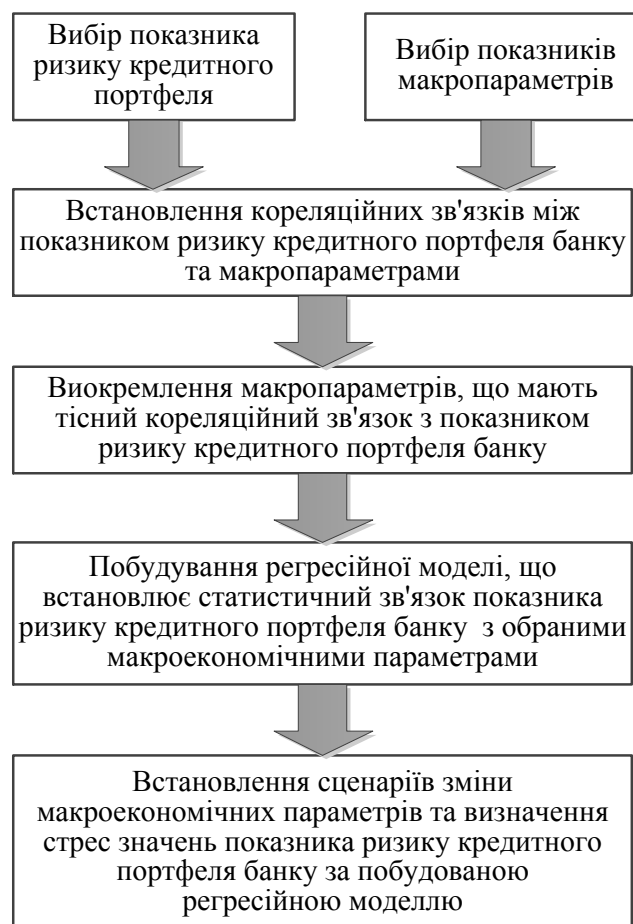 Вибір показника
ризику кредитного
портфеля
Вибір показників
макропараметрів
Встановлення кореляційних зв'язків між
показником ризику кредитного портфеля банку
та макропараметрами
Виокремлення макропараметрів, що мають
тісний кореляційний зв'язок з показником
ризику кредитного портфеля банку
Побудування регресійної моделі, що
встановлює статистичний зв'язок показника
ризику кредитного портфеля банку з обраними
макроекономічними параметрами
Встановлення сценаріїв зміни
макроекономічних параметрів та визначення
стрес значень показника ризику кредитного
портфеля банку за побудованою
регресійною моделлю